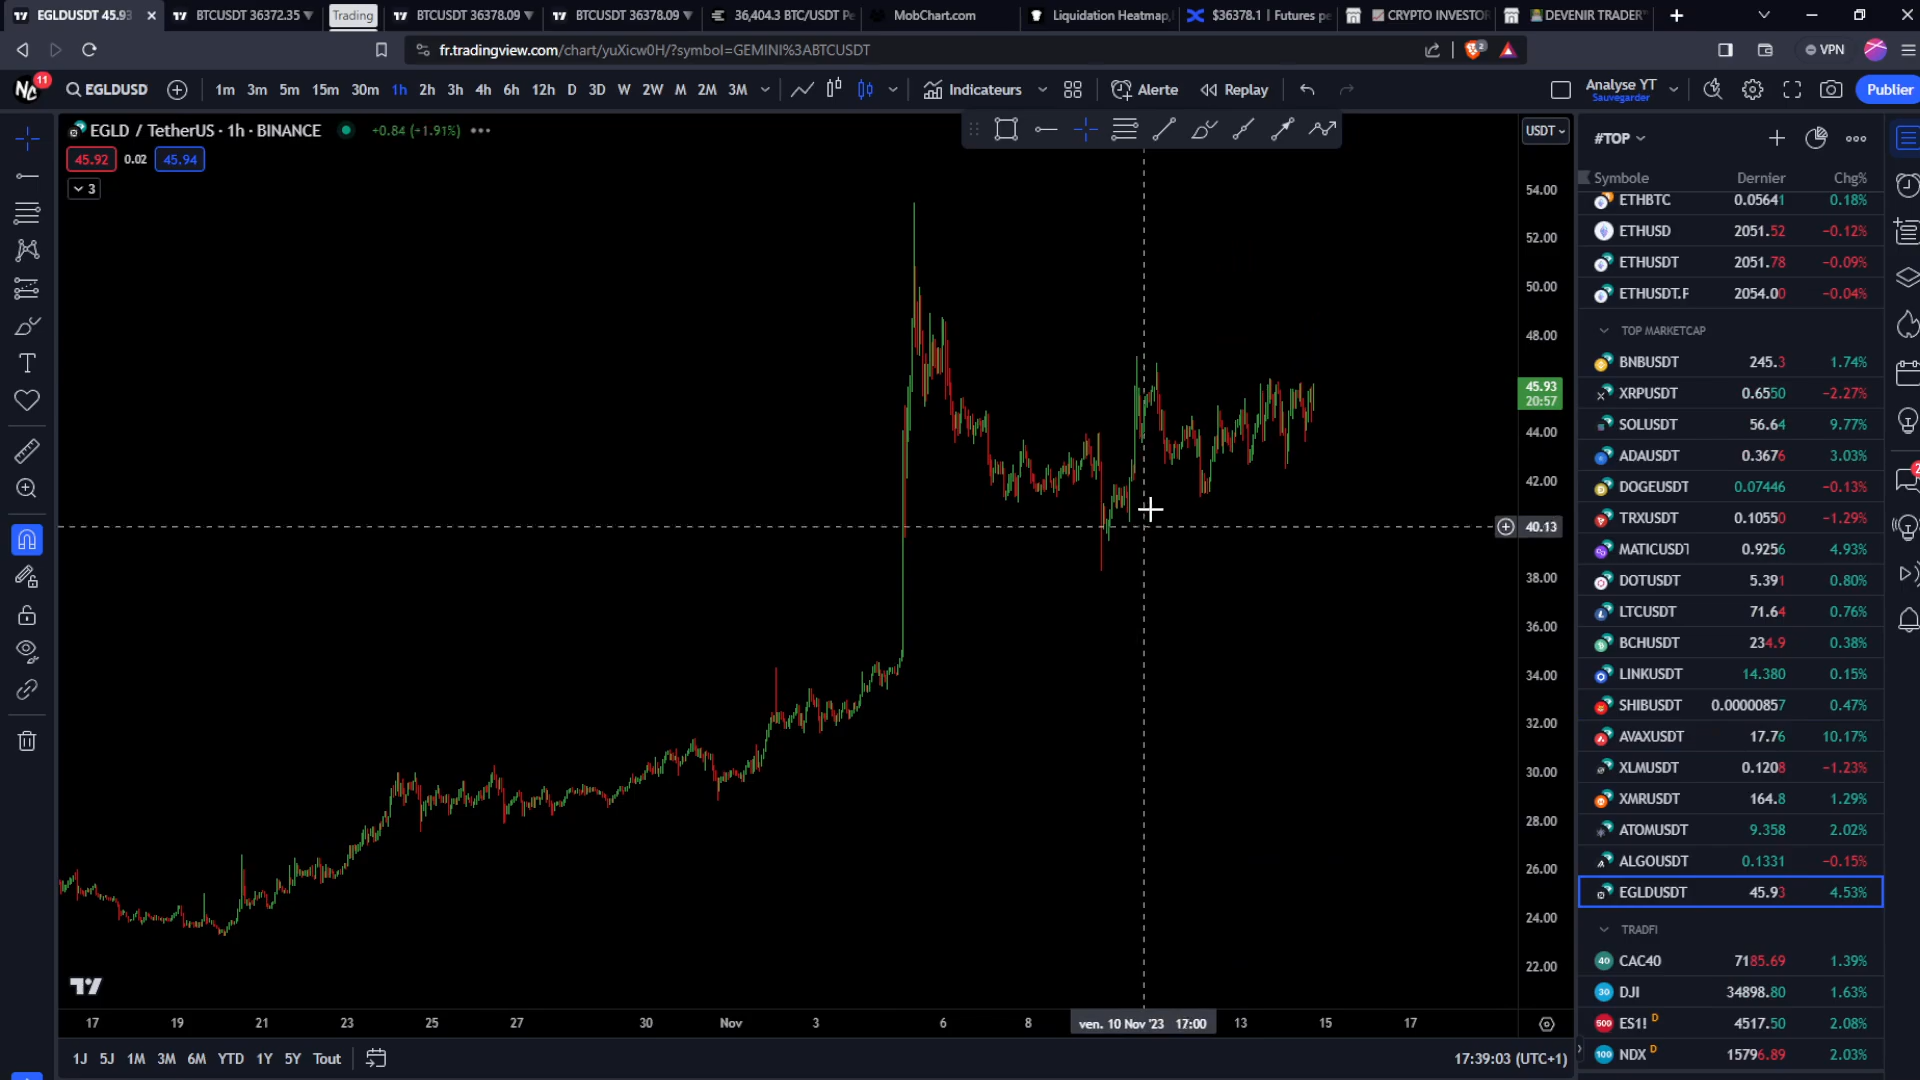 EGLDUSDT 45.93
BTCUSDT 36372.35 ▼
Trading
BTCUSDT 36378.09 ▼
BTCUSDT 36378.09 ▼
36,404.3 BTC/USDT Pe
MobChart.com
Liquidation Heatmap,
$36378.1 | Futures pe
CRYPTO INVESTOR
DEVENIR TRADER
fr.tradingview.com/chart/yuXicw0H/?symbol=GEMINI%3ABTCUSDT
2
VPN
11
EGLDUSD
1m 3m 5m 15m 30m 1h 2h 3h 4h 6h 12h D 3D W 2W M 2M 3M
Indicateurs
Alerte
Replay
Analyse YT
Sauvegarder
Publier
EGLD / TetherUS · 1h · BINANCE
+0.84 (+1.91%)
45.92 0.02 45.94
3
USDT
54.00
52.00
50.00
48.00
45.93
20:57
44.00
42.00
40.13
38.00
36.00
34.00
32.00
30.00
28.00
26.00
24.00
22.00
17 19 21 23 25 27 30 Nov 3 6 8 ven. 10 Nov '23 17:00 13 15 17
1J 5J 1M 3M 6M YTD 1Y 5Y Tout
17:39:03 (UTC+1)
#TOP
Symbole Dernier Chg%
ETHBTC 0.05641 0.18%
ETHUSD 2051.52 −0.12%
ETHUSDT 2051.78 −0.09%
ETHUSDT.P 2054.00 −0.04%
TOP MARKETCAP
BNBUSDT 245.3 1.74%
XRPUSDT 0.6550 −2.27%
SOLUSDT 56.64 9.77%
ADAUSDT 0.3676 3.03%
DOGEUSDT 0.07446 −0.13%
TRXUSDT 0.10550 −1.29%
MATICUSDT 0.9256 4.93%
DOTUSDT 5.391 0.80%
LTCUSDT 71.64 0.76%
BCHUSDT 234.9 0.38%
LINKUSDT 14.380 0.15%
SHIBUSDT 0.00000857 0.47%
AVAXUSDT 17.76 10.17%
XLMUSDT 0.1208 −1.23%
XMRUSDT 164.8 1.29%
ATOMUSDT 9.358 2.02%
ALGOUSDT 0.1331 −0.15%
EGLDUSDT 45.93 4.53%
TRADFI
40 CAC40 7185.69 1.39%
30 DJI 34898.80 1.63%
500 ES1! D 4517.50 2.08%
100 NDX D 15796.89 2.03%